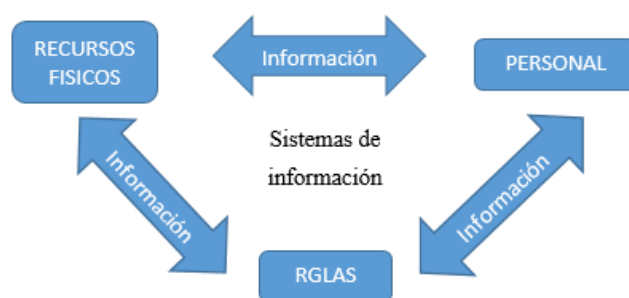 RECURSOS
FISICOS
Información
PERSONAL
Sistemas de
información
Información
Información
RGLAS